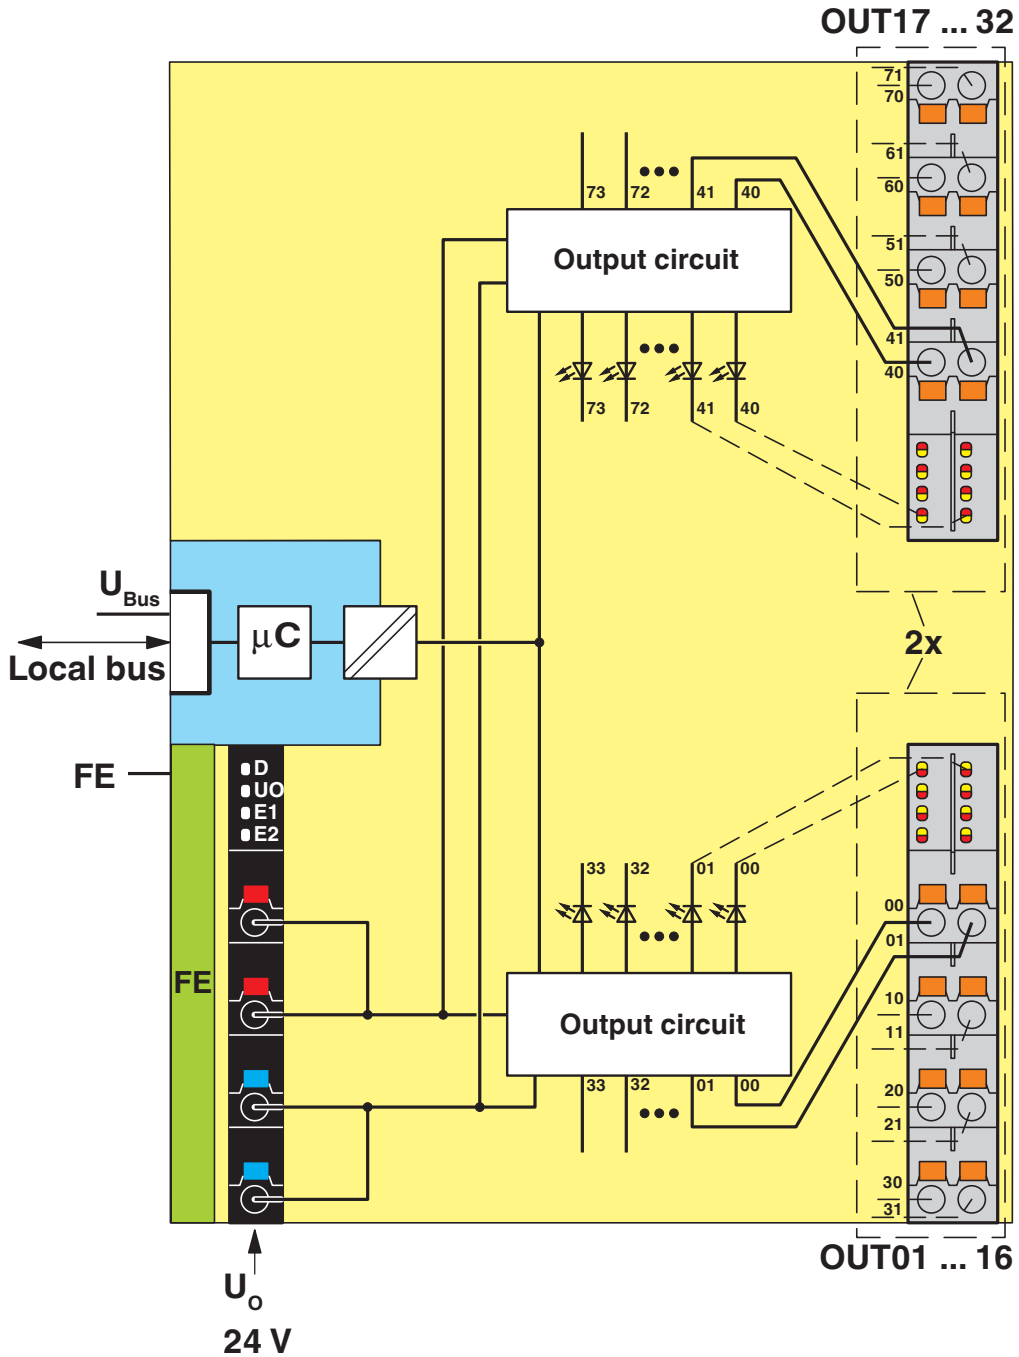 OUT17 ... 32
71
70
61
60
51
50
41
40
73 72 41 40
Output circuit
73 72 41 40
U Bus
Local bus
µC
2x
FE
D
UO
E1
E2
FE
33 32 01 00
Output circuit
33 32 01 00
00
01
10
11
20
21
30
31
OUT01 ... 16
U O
24 V